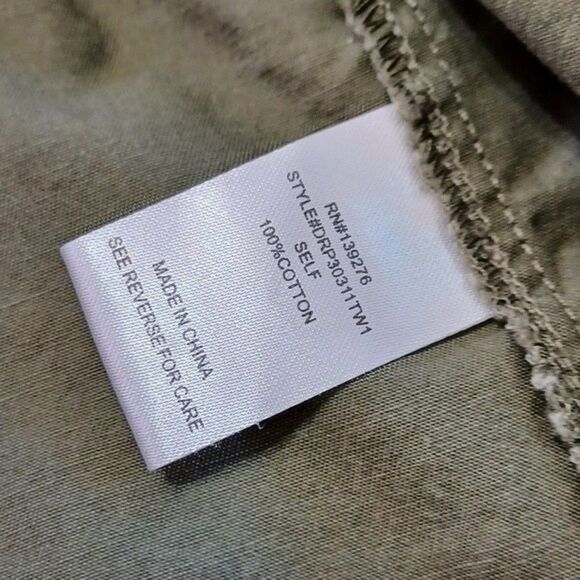 RN#139276
STYLE#DRP30311TW1
SELF
100%COTTON
MADE IN CHINA
SEE REVERSE FOR CARE